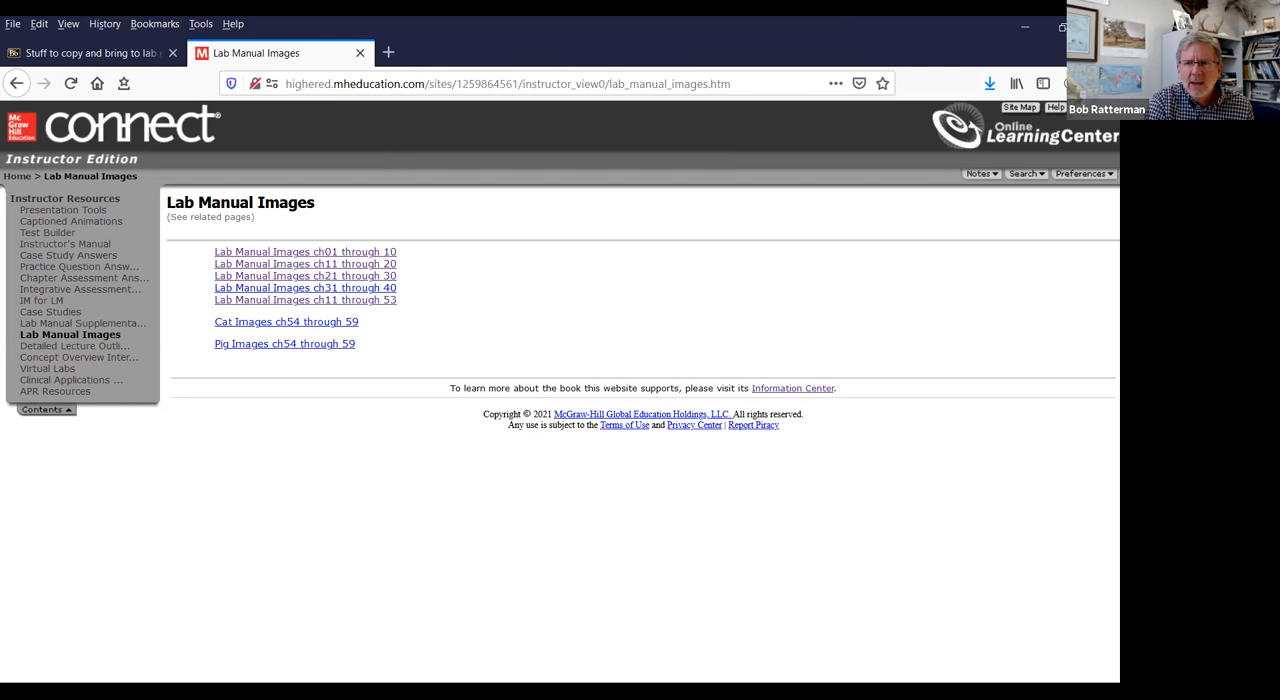 File Edit View History Bookmarks Tools Help
Stuff to copy and bring to lab
Lab Manual Images
highered.mheducation.com/sites/1259864561/instructor_view0/lab_manual_images.htm
Bob Ratterman
Mc Graw Hill Education
connect
Site Map Help
Online
LearningCenter
Instructor Edition
Home > Lab Manual Images
Notes Search Preferences
Instructor Resources
Presentation Tools
Captioned Animations
Test Builder
Instructor's Manual
Case Study Answers
Practice Question Answ...
Chapter Assessment Ans...
Integrative Assessment...
IM for LM
Case Studies
Lab Manual Supplementa...
Lab Manual Images
Detailed Lecture Outli...
Concept Overview Inter...
Virtual Labs
Clinical Applications ...
APR Resources
Contents
Lab Manual Images
(See related pages)
Lab Manual Images ch01 through 10
Lab Manual Images ch11 through 20
Lab Manual Images ch21 through 30
Lab Manual Images ch31 through 40
Lab Manual Images ch11 through 53
Cat Images ch54 through 59
Pig Images ch54 through 59
To learn more about the book this website supports, please visit its Information Center.
Copyright © 2021 McGraw-Hill Global Education Holdings, LLC. All rights reserved.
Any use is subject to the Terms of Use and Privacy Center | Report Piracy